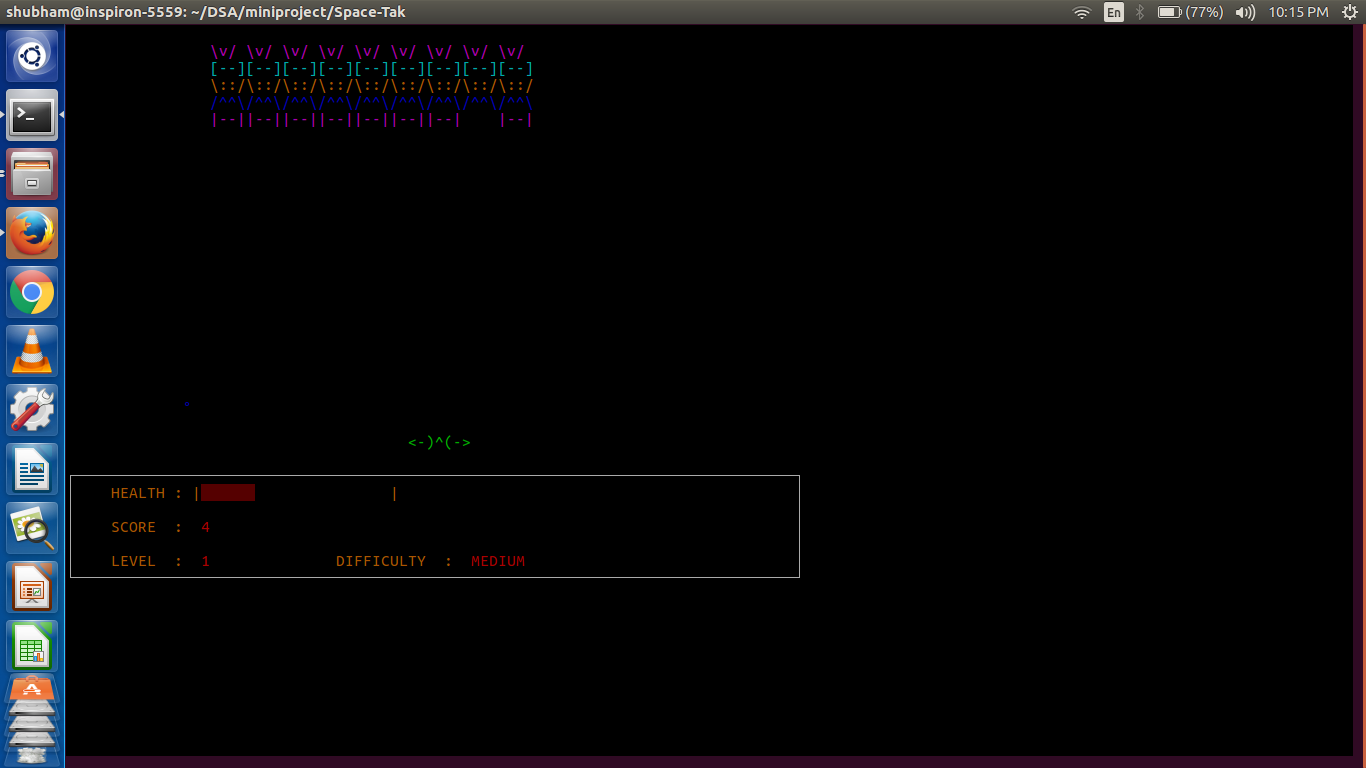 shubham@inspiron-5559: ~/DSA/miniproject/Space-Tak En (77%) 10:15 PM
\v/ \v/ \v/ \v/ \v/ \v/ \v/ \v/ \v/
[--][--][--][--][--][--][--][--][--]
\::/\::/\::/\::/\::/\::/\::/\::/\::/
/^^\/^^\/^^\/^^\/^^\/^^\/^^\/^^\/^^\
|--||--||--||--||--||--||--|    |--|
^
<-)^(->
HEALTH : | |
SCORE : 4
LEVEL : 1 DIFFICULTY : MEDIUM